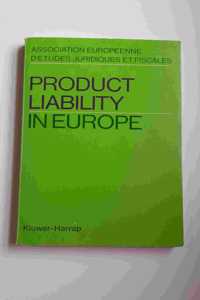 ASSOCIATION EUROPEENNE
D'ETUDES JURIDIQUES ET FISCALES
PRODUCT
LIABILITY
IN EUROPE
Kluwer-Harrap